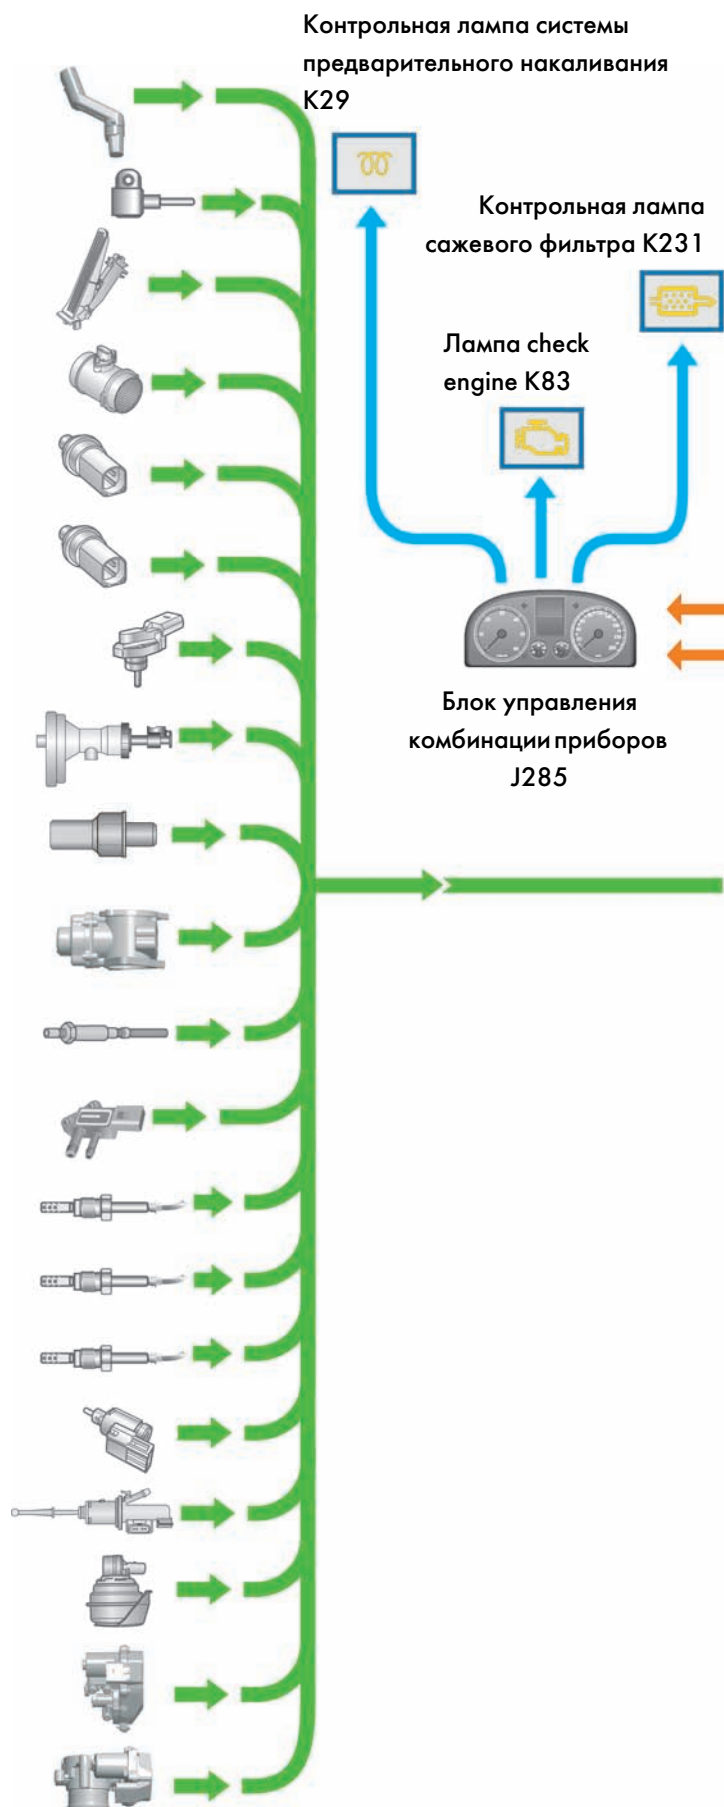 Контрольная лампа системы
предварительного накаливания
K29
Контрольная лампа
сажевого фильтра K231
Лампа check
engine K83
Блок управления
комбинации приборов
J285